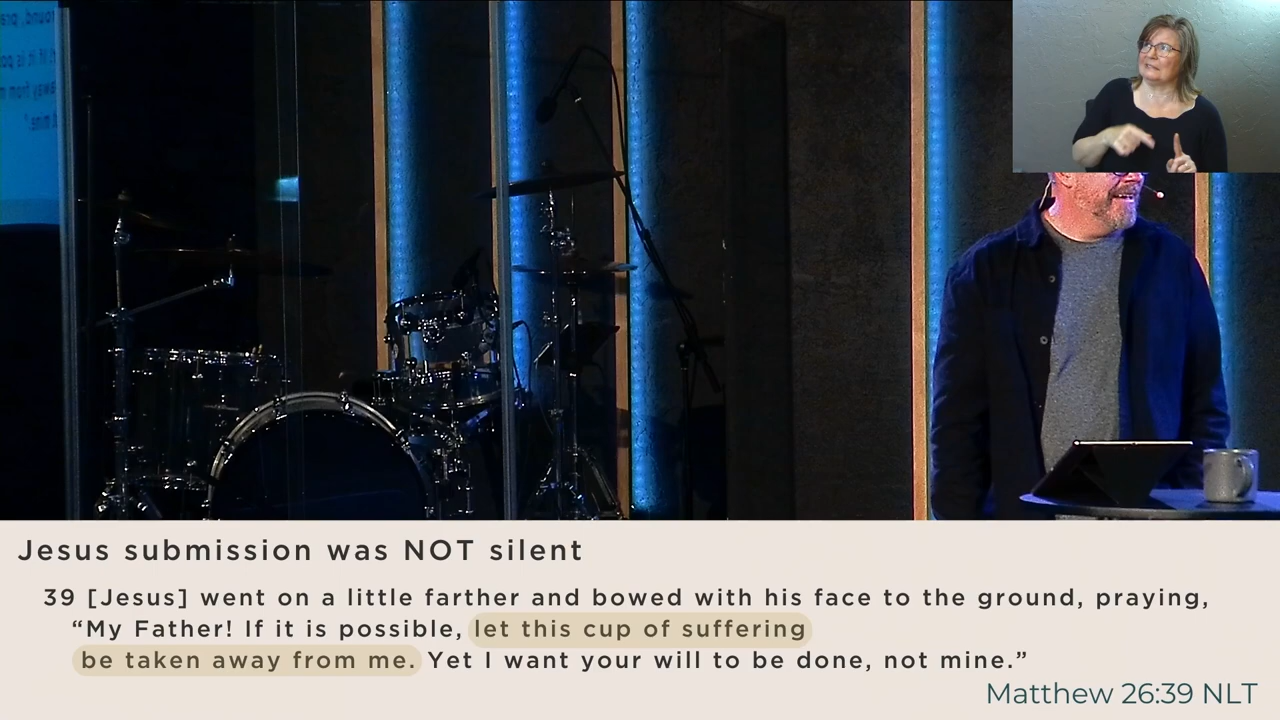 Jesus submission was NOT silent
39 [Jesus] went on a little farther and bowed with his face to the ground, praying,
“My Father! If it is possible, let this cup of suffering
be taken away from me. Yet I want your will to be done, not mine.”
Matthew 26:39 NLT